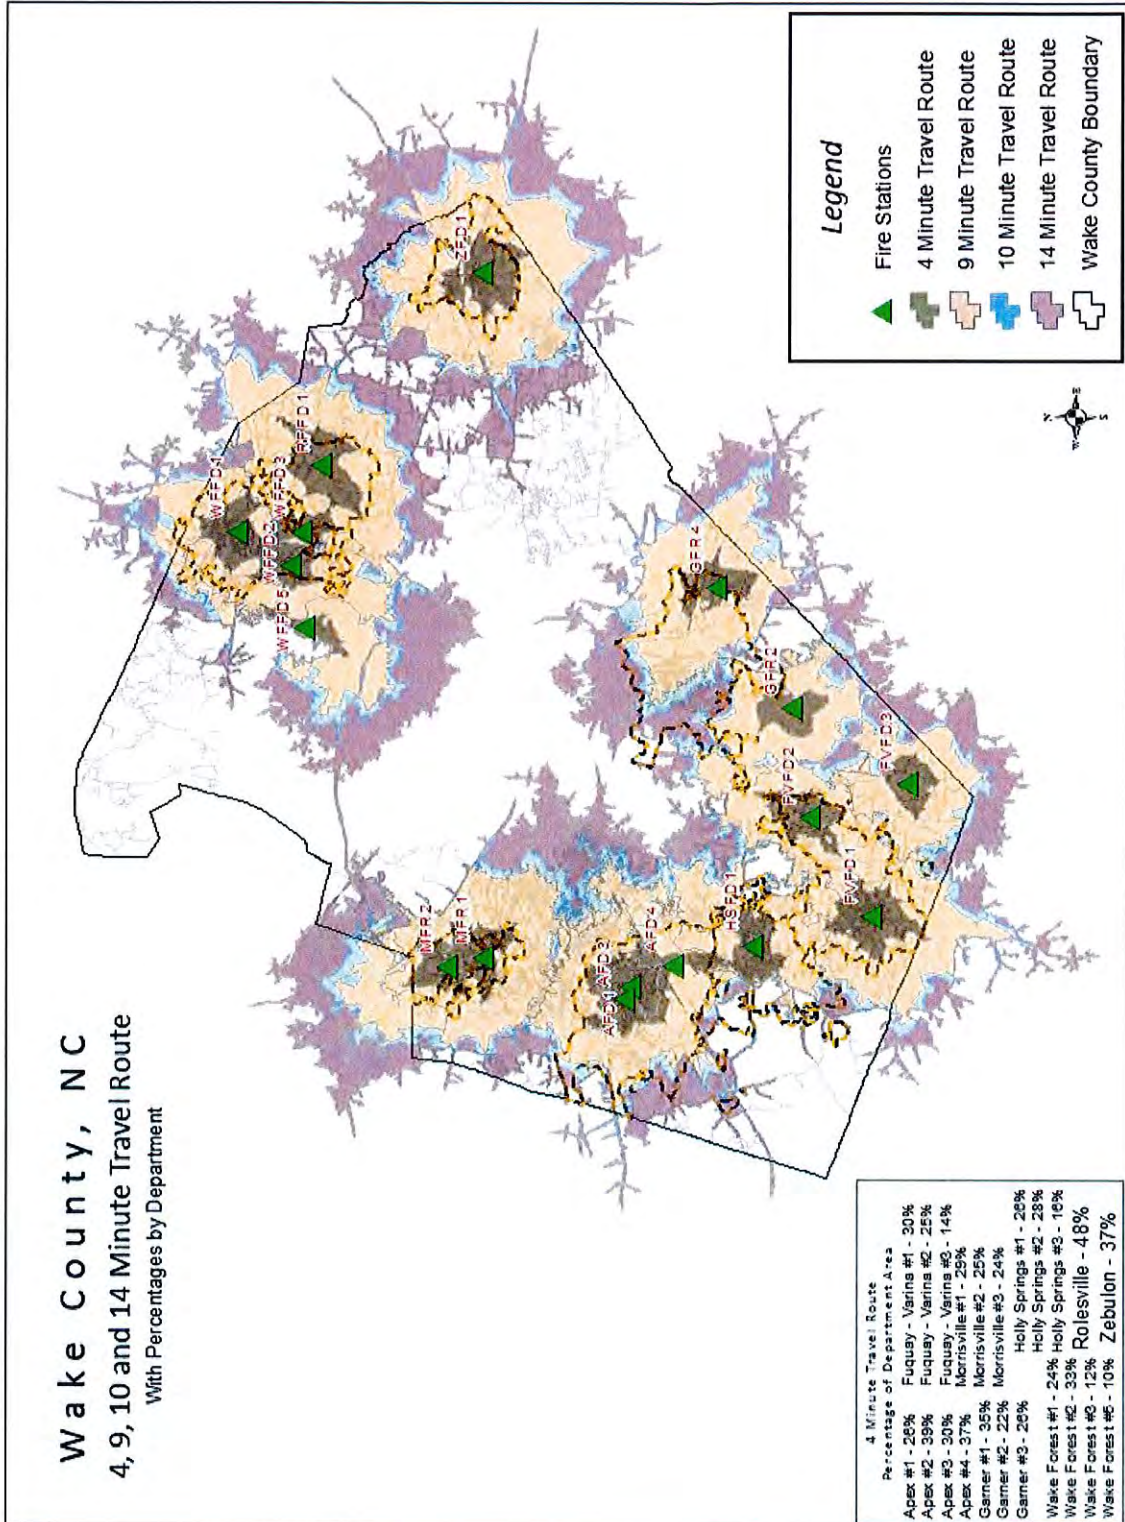 Wake County, NC
4, 9, 10 and 14 Minute Travel Route
With Percentages by Department
WFFD1
WFFD2
WFFD3
WFFD5
RFFD1
ZFD1
MFR2
MFR1
AFD1
AFD4
HSFD1
FVFD1
FVFD2
FVFD3
GFR2
GFR4
N
W
E
S
4 Minute Travel Route
Percentage of Department Area
Apex #1 - 26% Fuquay - Varina #1 - 30%
Apex #2 - 39% Fuquay - Varina #2 - 25%
Apex #3 - 30% Fuquay - Varina #3 - 14%
Apex #4 - 37% Morrisville #1 - 29%
Garner #1 - 35% Morrisville #2 - 25%
Garner #2 - 22% Morrisville #3 - 24%
Garner #3 - 26% Holly Springs #1 - 26%
Holly Springs #2 - 28%
Wake Forest #1 - 24% Holly Springs #3 - 16%
Wake Forest #2 - 33% Rolesville - 48%
Wake Forest #3 - 12%
Wake Forest #5 - 10% Zebulon - 37%
Legend
Fire Stations
4 Minute Travel Route
9 Minute Travel Route
10 Minute Travel Route
14 Minute Travel Route
Wake County Boundary